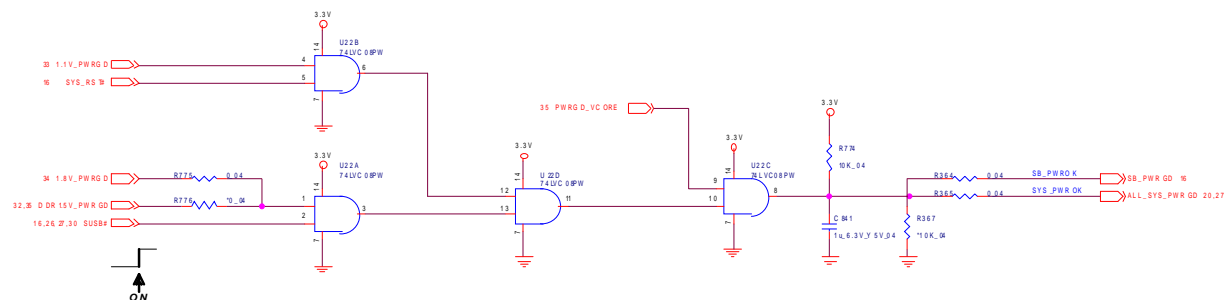 3.3V
14
U22B
74LVC08PW
33 1.1V_PWRGD
4
6
16 SYS_RST#
5
7
35 PWRGD_VCORE
3.3V
R774
10K_04
3.3V
14
U22A
74LVC08PW
34 1.8V_PWRGD
R775
0_04
32,35 DDR1.5V_PWRGD
R776
*0_04
1
3
16,26,27,30 SUSB#
2
7
3.3V
14
U22D
74LVC08PW
12
11
13
7
3.3V
14
U22C
74LVC08PW
9
8
10
7
R364
0_04
SB_PWROK
SB_PWRGD 16
R365
0_04
SYS_PWROK
ALL_SYS_PWRGD 20,27
C841
1u_6.3V_Y5V_04
R367
*10K_04
ON